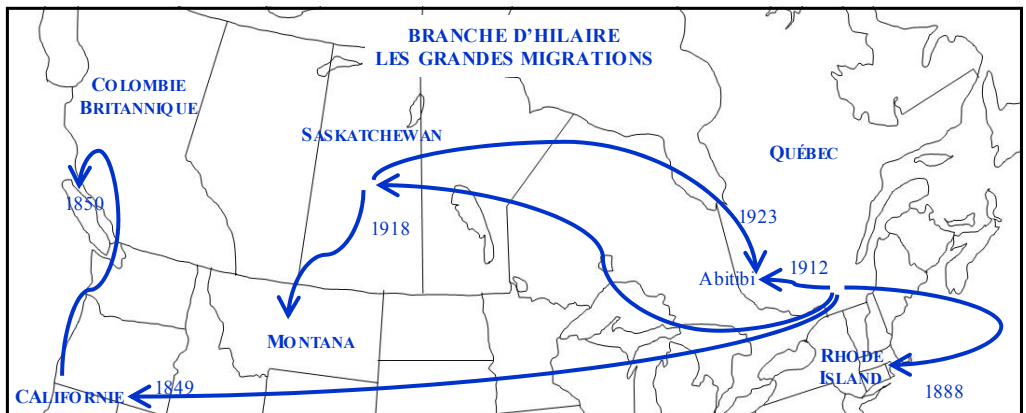 BRANCHE D'HILAIRE
LES GRANDES MIGRATIONS
COLOMBIE
BRITANNIQUE
SASKATCHEWAN
QUÉBEC
1850
1918
1923
Abitibi
1912
MONTANA
RHODE
ISLAND
CALIFORNIE
1849
1888